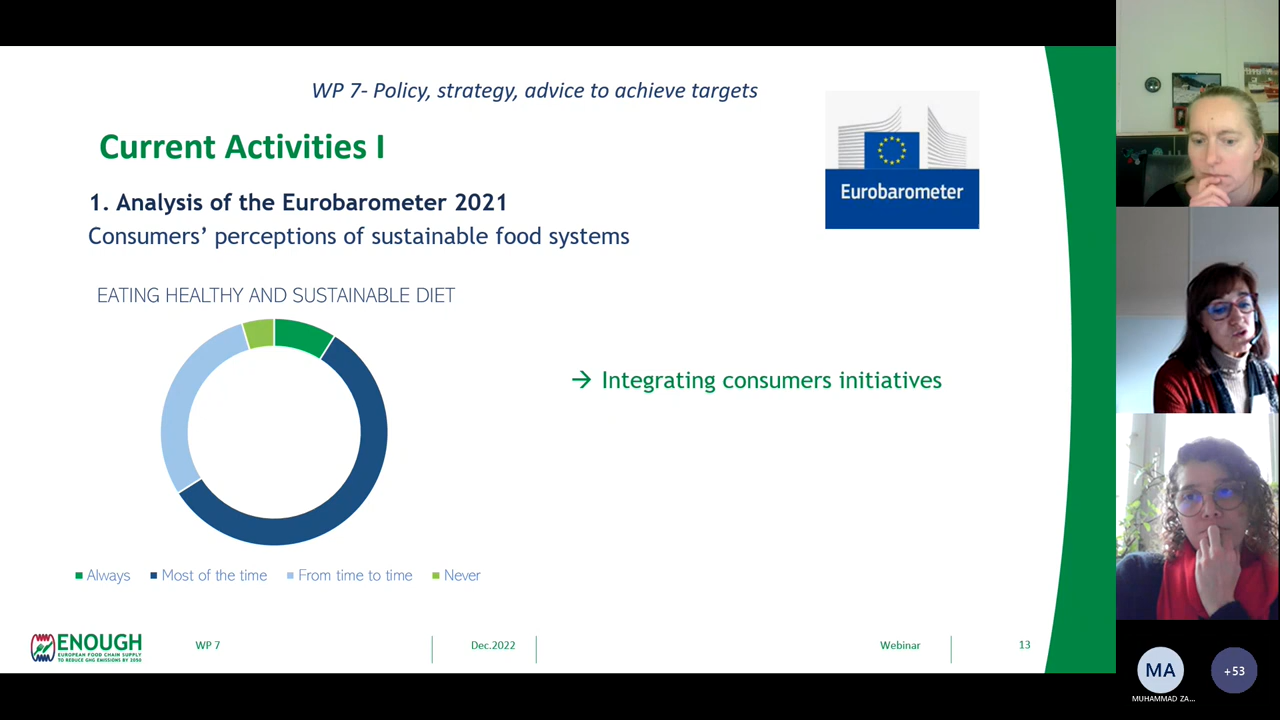 WP 7- Policy, strategy, advice to achieve targets
Current Activities I
Eurobarometer
1. Analysis of the Eurobarometer 2021
Consumers’ perceptions of sustainable food systems
EATING HEALTHY AND SUSTAINABLE DIET
→ Integrating consumers initiatives
Always Most of the time From time to time Never
ENOUGH
EUROPEAN FOOD CHAIN SUPPLY
TO REDUCE GHG EMISSIONS BY 2050
WP 7
Dec.2022
Webinar
13
MA
+53
MUHAMMAD ZA...